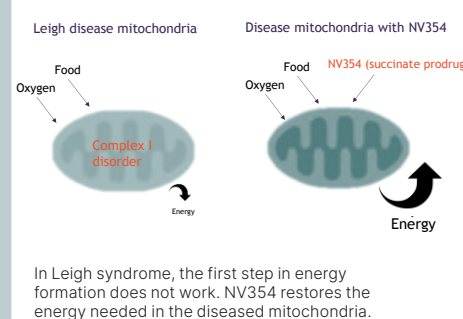 Leigh disease mitochondria
Disease mitochondria with NV354
Food
Oxygen
Complex I
disorder
Energy
Food
NV354 (succinate prodrug
Oxygen
Energy
In Leigh syndrome, the first step in energy
formation does not work. NV354 restores the
energy needed in the diseased mitochondria.